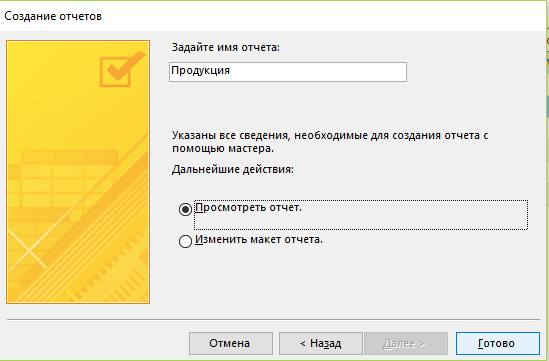 Создание отчетов
Задайте имя отчета:
Продукция
Указаны все сведения, необходимые для создания отчета с
помощью мастера.
Дальнейшие действия:
Просмотреть отчет.
Изменить макет отчета.
Отмена
< Назад
Далее >
Готово